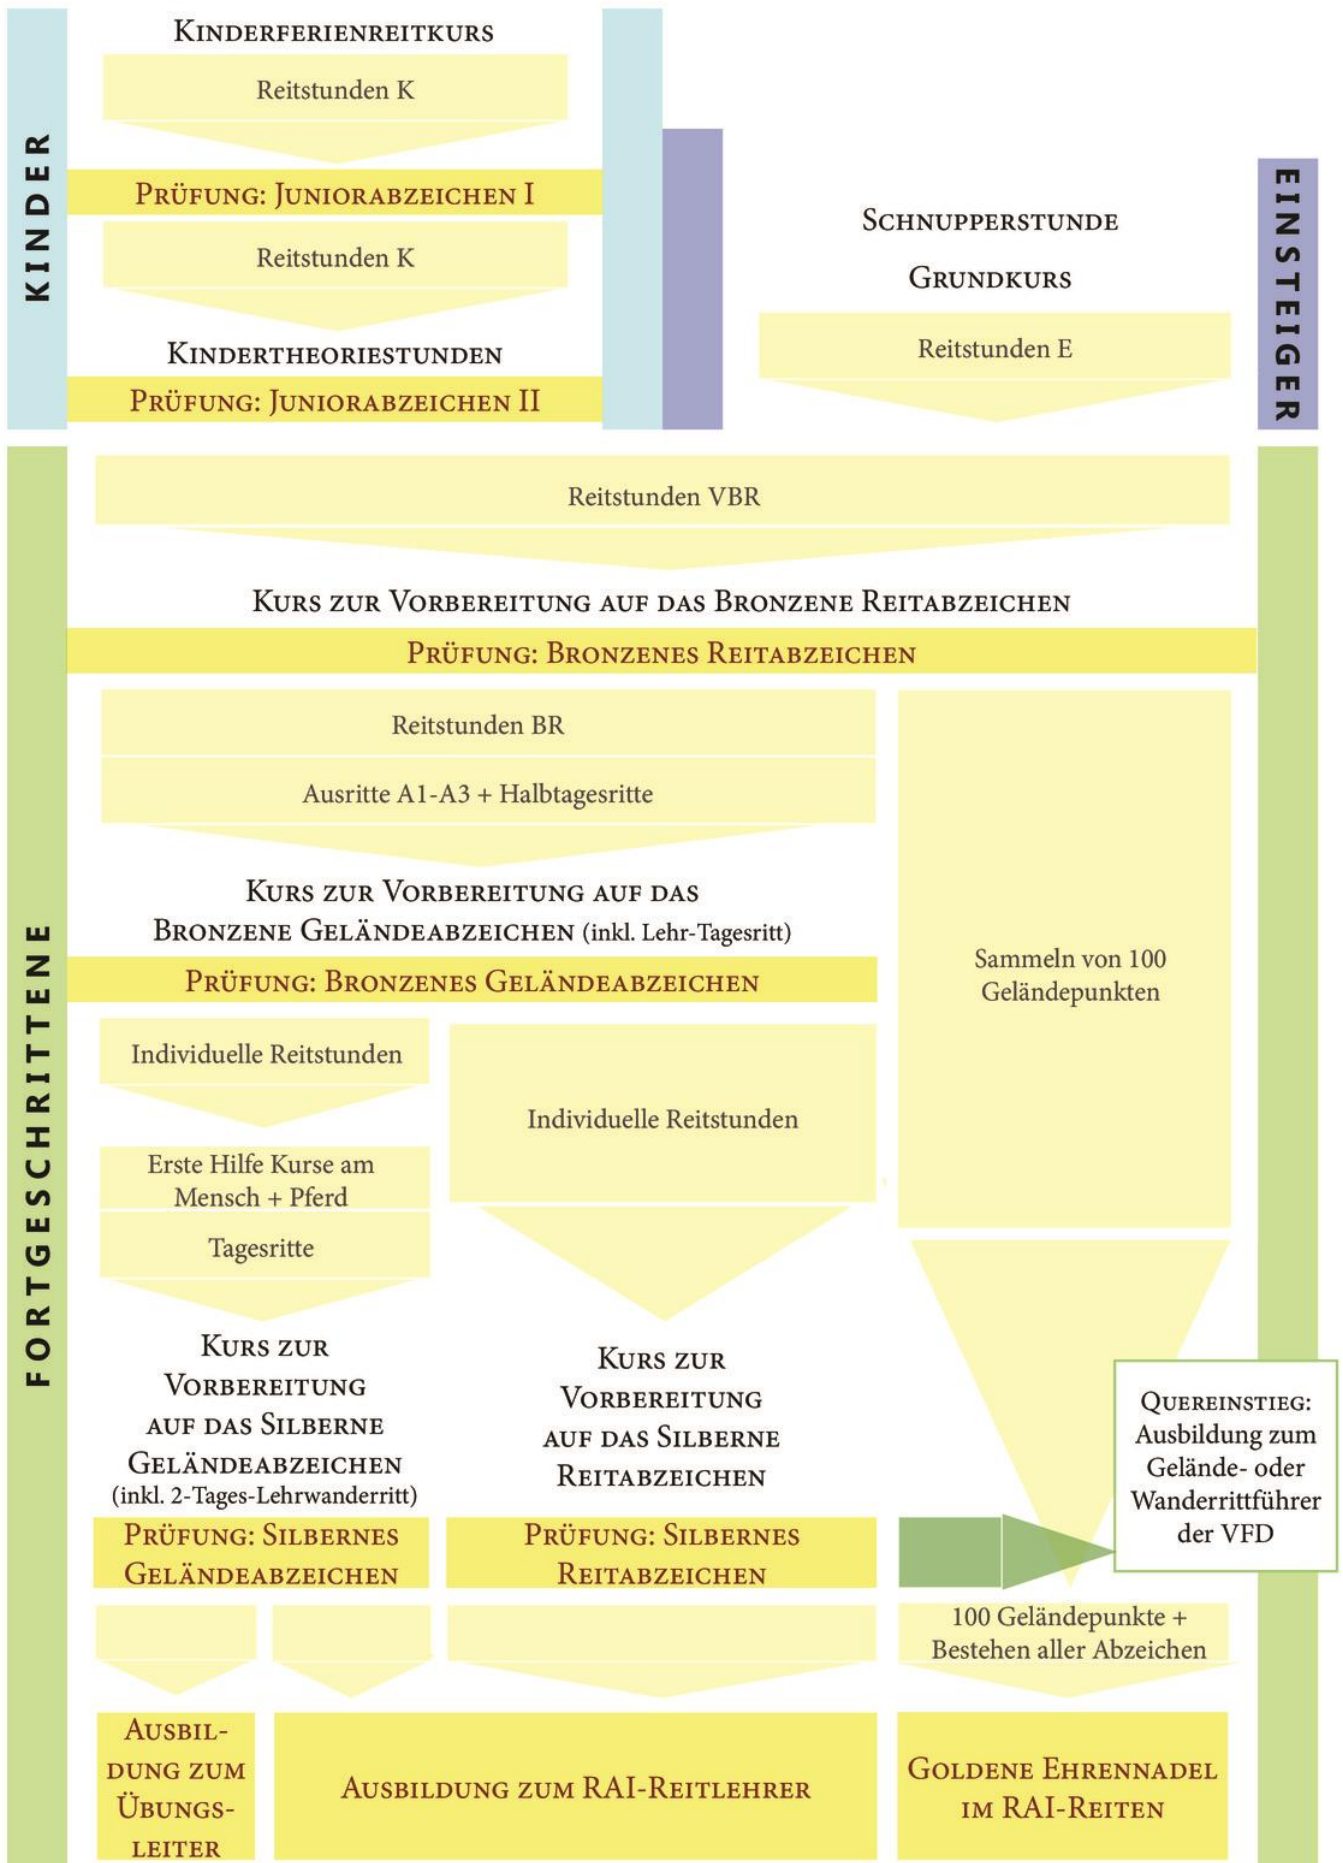 KINDERFERIENREITKURS
Reitstunden K
PRÜFUNG: JUNIORABZEICHEN I
Reitstunden K
KINDERTHEORIESTUNDEN
PRÜFUNG: JUNIORABZEICHEN II
KINDER
SCHNUPPERSTUNDE
GRUNDKURS
Reitstunden E
EINSTEIGER
Reitstunden VBR
KURS ZUR VORBEREITUNG AUF DAS BRONZENE REITABZEICHEN
PRÜFUNG: BRONZENES REITABZEICHEN
Reitstunden BR
Ausritte A1-A3 + Halbtagesritte
KURS ZUR VORBEREITUNG AUF DAS
BRONZENE GELÄNDEABZEICHEN (inkl. Lehr-Tagesritt)
PRÜFUNG: BRONZENES GELÄNDEABZEICHEN
Sammeln von 100
Geländepunkten
FORTGESCHRITTENE
Individuelle Reitstunden
Erste Hilfe Kurse am
Mensch + Pferd
Tagesritte
KURS ZUR
VORBEREITUNG
AUF DAS SILBERNE
GELÄNDEABZEICHEN
(inkl. 2-Tages-Lehrwanderritt)
PRÜFUNG: SILBERNES
GELÄNDEABZEICHEN
Individuelle Reitstunden
KURS ZUR
VORBEREITUNG
AUF DAS SILBERNE
REITABZEICHEN
PRÜFUNG: SILBERNES
REITABZEICHEN
QUEREINSTIEG:
Ausbildung zum
Gelände- oder
Wanderrittführer
der VFD
100 Geländepunkte +
Bestehen aller Abzeichen
AUSBIL-
DUNG ZUM
ÜBUNGS-
LEITER
AUSBILDUNG ZUM RAI-REITLEHRER
GOLDENE EHRENNADEL
IM RAI-REITEN